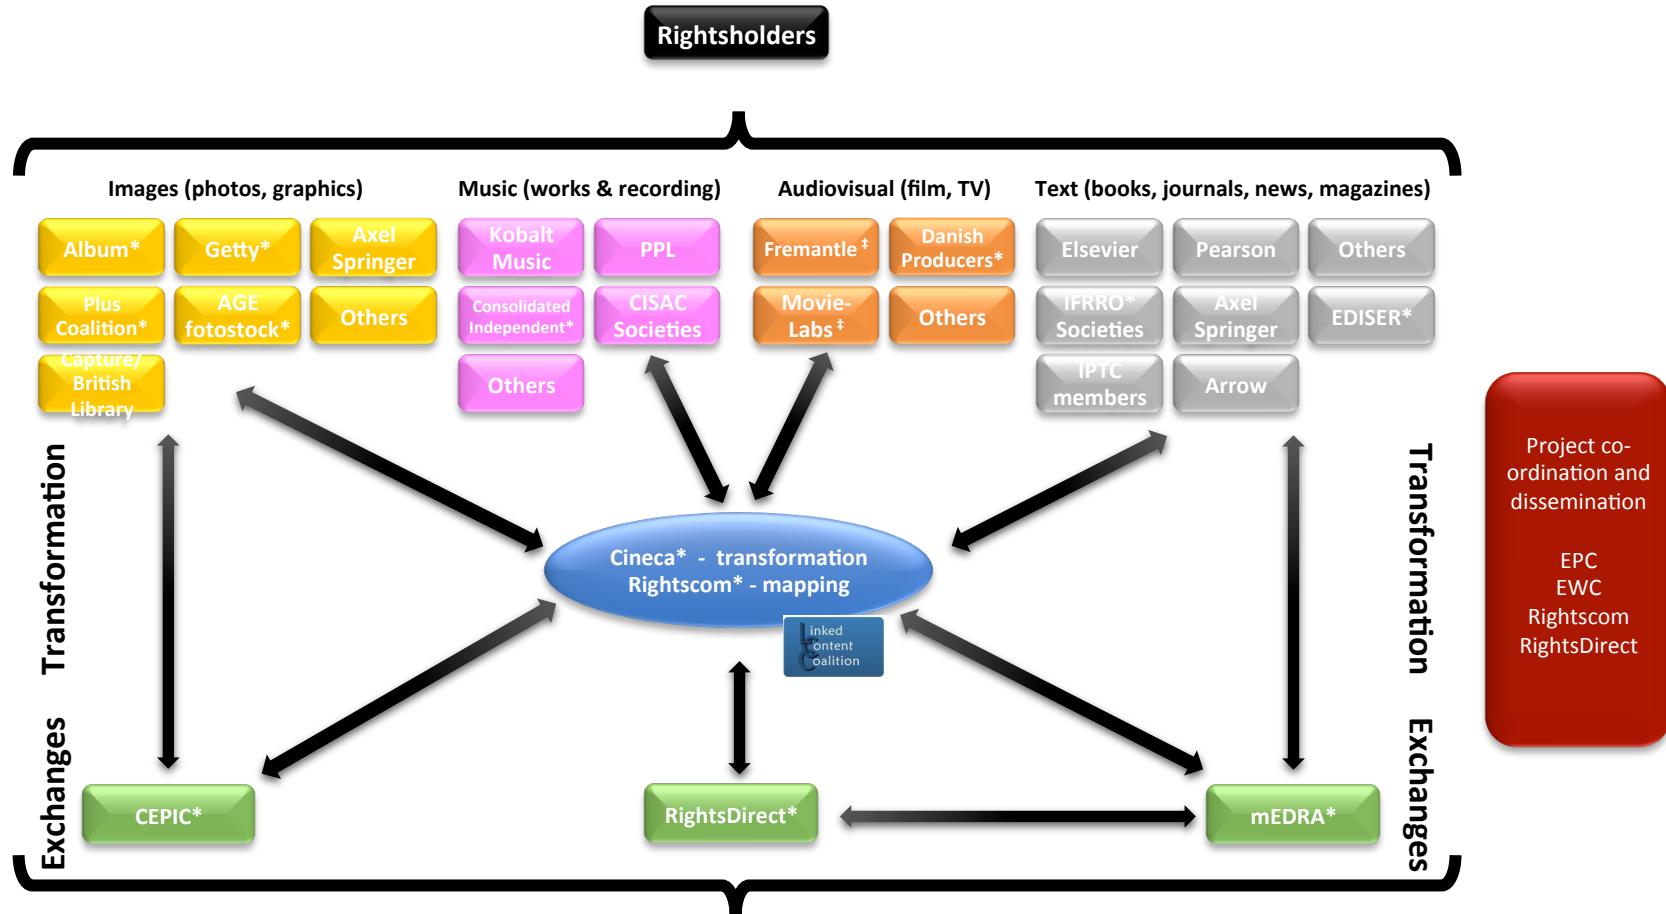 Rightsholders
Images (photos, graphics)
Music (works & recording)
Audiovisual (film, TV)
Text (books, journals, news, magazines)
Album*
Getty*
Axel
Springer
Plus
Coalition*
AGE
fotostock*
Others
Capture/
British
Library
Kobalt
Music
PPL
Consolidated
Independent*
CISAC
Societies
Others
Fremantle‡
Danish
Producers*
Movie-
Labs‡
Others
Elsevier
Pearson
Others
IFRRO*
Societies
Axel
Springer
EDISER*
IPTC
members
Arrow
Transformation
Exchanges
Cineca* - transformation
Rightscom* - mapping
Linked
Content
Coalition
CEPIC*
RightsDirect*
mEDRA*
Transformation
Exchanges
Project co-
ordination and
dissemination
EPC
EWC
Rightscom
RightsDirect